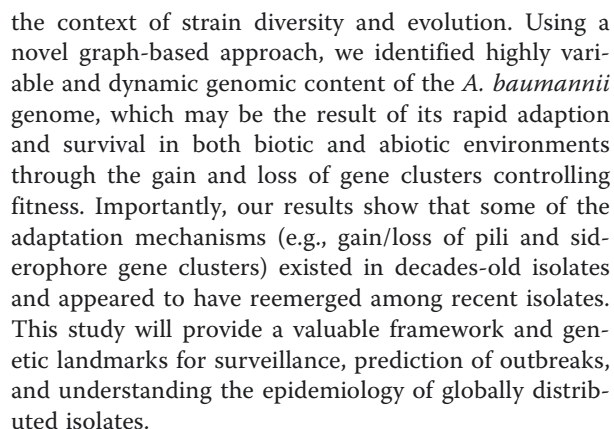 the context of strain diversity and evolution. Using a
novel graph-based approach, we identified highly vari-
able and dynamic genomic content of the A. baumannii
genome, which may be the result of its rapid adaption
and survival in both biotic and abiotic environments
through the gain and loss of gene clusters controlling
fitness. Importantly, our results show that some of the
adaptation mechanisms (e.g., gain/loss of pili and sid-
erophore gene clusters) existed in decades-old isolates
and appeared to have reemerged among recent isolates.
This study will provide a valuable framework and gen-
etic landmarks for surveillance, prediction of outbreaks,
and understanding the epidemiology of globally distrib-
uted isolates.